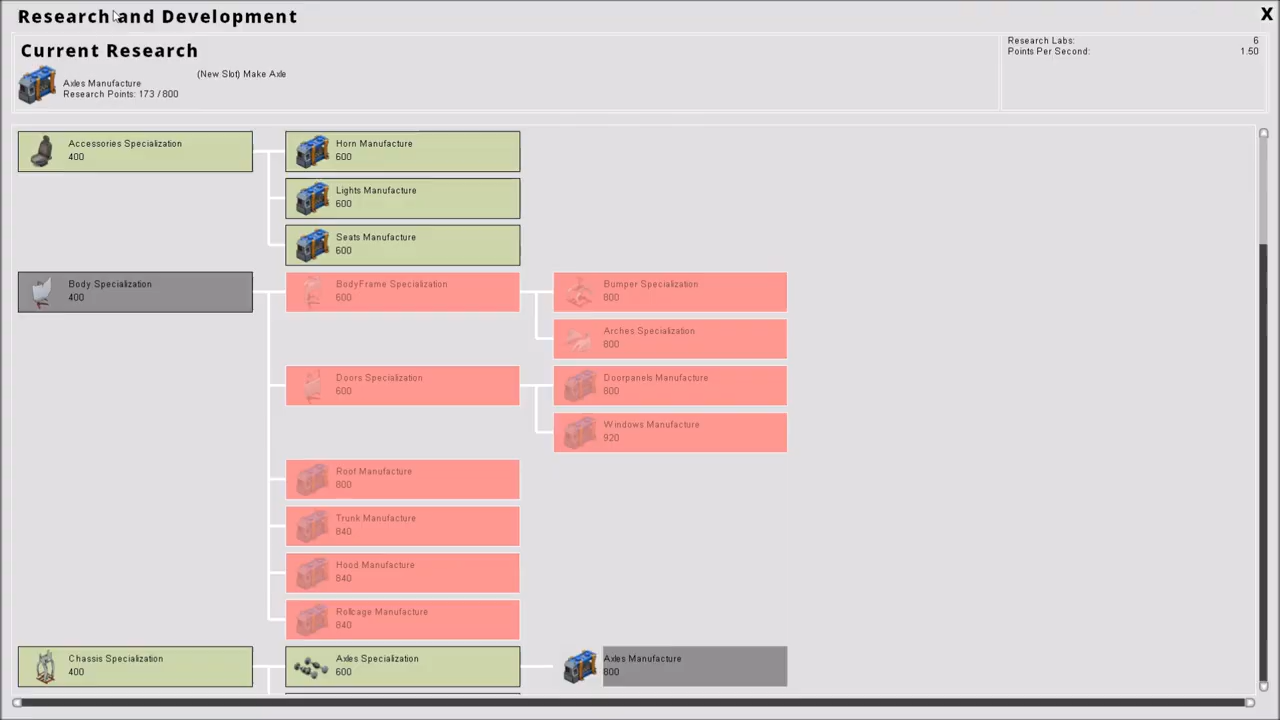 Research and Development
X
Current Research
Axles Manufacture
Research Points: 173 / 800
(New Slot) Make Axle
Research Labs: 6
Points Per Second: 1.50
Accessories Specialization
400
Horn Manufacture
600
Lights Manufacture
600
Seats Manufacture
600
Body Specialization
400
BodyFrame Specialization
600
Bumper Specialization
800
Arches Specialization
800
Doors Specialization
600
Doorpanels Manufacture
800
Windows Manufacture
920
Roof Manufacture
800
Trunk Manufacture
840
Hood Manufacture
840
Rollcage Manufacture
840
Chassis Specialization
400
Axles Specialization
600
Axles Manufacture
800